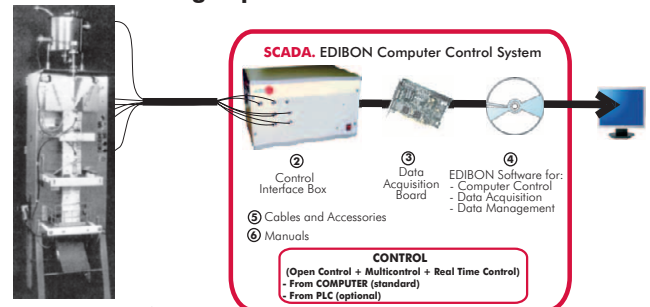 SCADA. EDIBON Computer Control System
②
Control
Interface Box
③
Data
Acquisition
Board
④
EDIBON Software for:
- Computer Control
- Data Acquisition
- Data Management
⑤ Cables and Accessories
⑥ Manuals
CONTROL
(Open Control + Multicontrol + Real Time Control)
- From COMPUTER (standard)
- From PLC (optional)